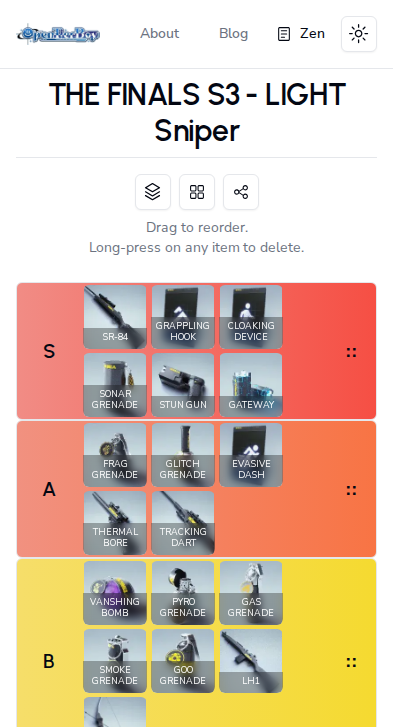 OpenTierBoy
About
Blog
Zen
THE FINALS S3 - LIGHT
Sniper
Drag to reorder.
Long-press on any item to delete.
S
SR-84
GRAPPLING
HOOK
CLOAKING
DEVICE
SONAR
GRENADE
STUN GUN
GATEWAY
::
A
FRAG
GRENADE
GLITCH
GRENADE
EVASIVE
DASH
THERMAL
BORE
TRACKING
DART
::
B
VANSHING
BOMB
PYRO
GRENADE
GAS
GRENADE
SMOKE
GRENADE
GOO
GRENADE
LH1
::